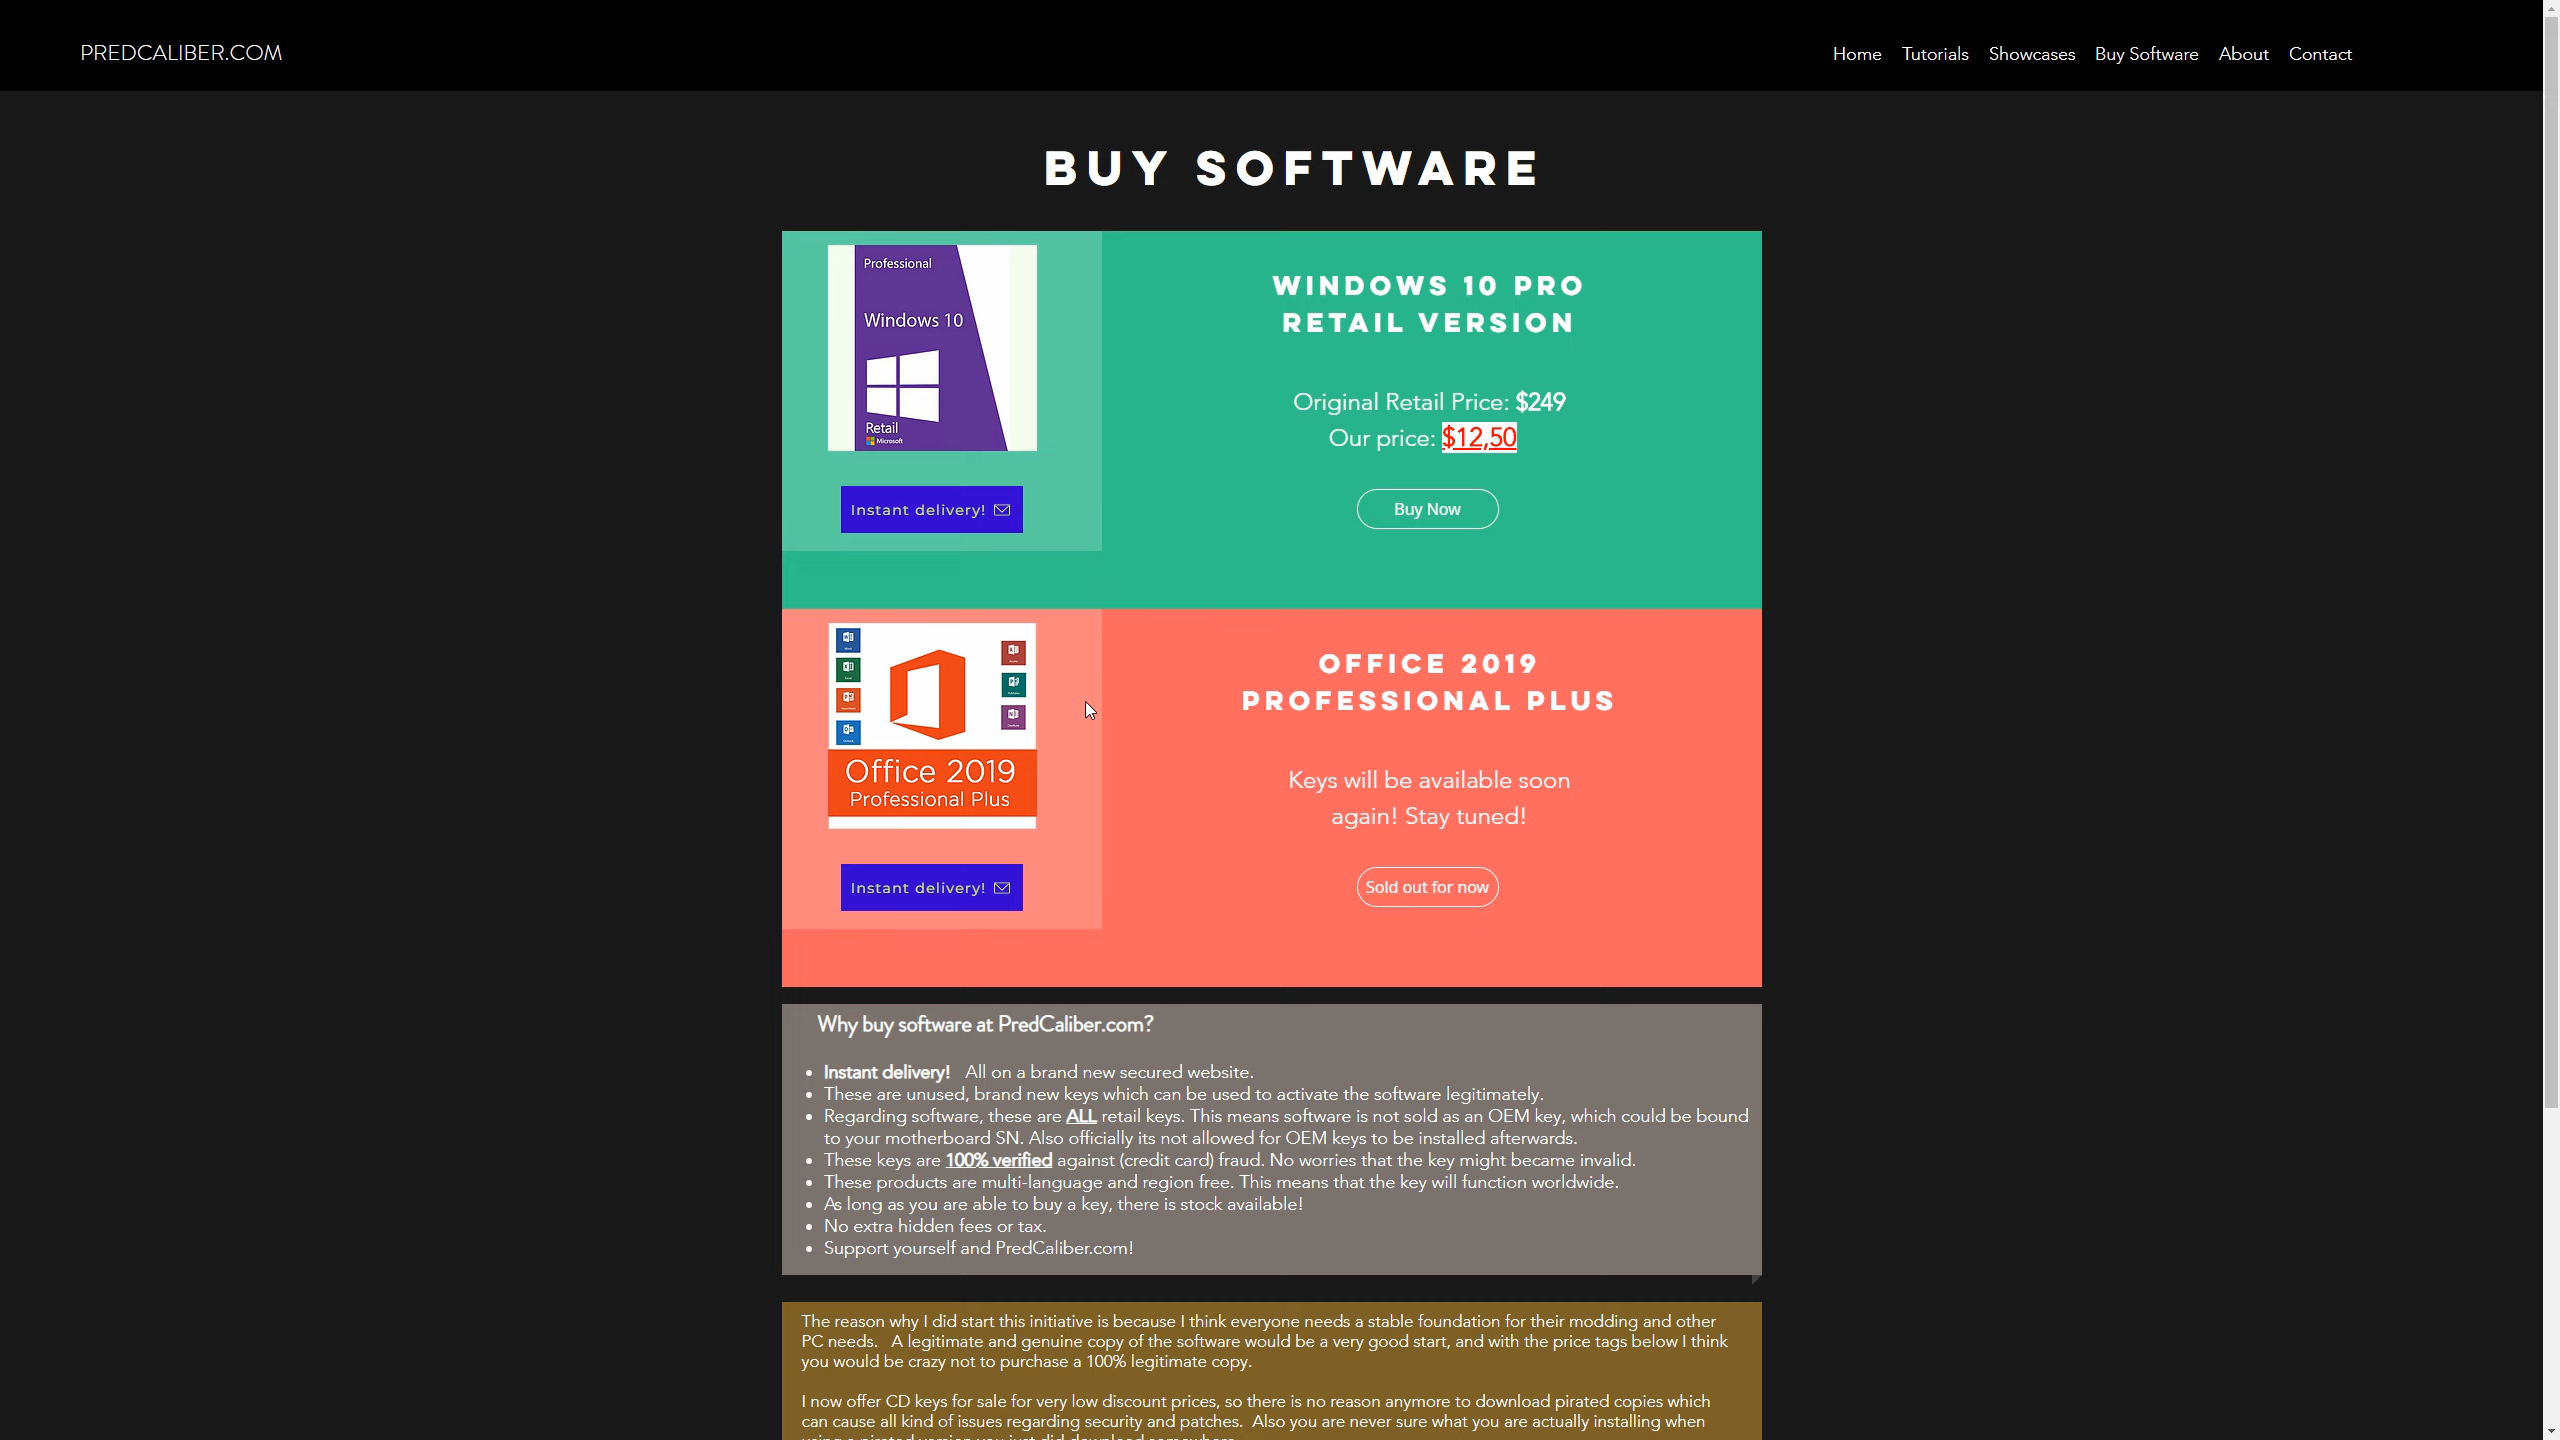 PREDCALIBER.COM
Home Tutorials Showcases Buy Software About Contact
BUY SOFTWARE
Professional
Windows 10
Retail
Microsoft
Instant delivery!
WINDOWS 10 PRO
RETAIL VERSION
Original Retail Price: $249
Our price: $12,50
Buy Now
Office 2019
Professional Plus
Instant delivery!
OFFICE 2019
PROFESSIONAL PLUS
Keys will be available soon
again! Stay tuned!
Sold out for now
Why buy software at PredCaliber.com?
Instant delivery! All on a brand new secured website.
These are unused, brand new keys which can be used to activate the software legitimately.
Regarding software, these are ALL retail keys. This means software is not sold as an OEM key, which could be bound
to your motherboard SN. Also officially its not allowed for OEM keys to be installed afterwards.
These keys are 100% verified against (credit card) fraud. No worries that the key might became invalid.
These products are multi-language and region free. This means that the key will function worldwide.
As long as you are able to buy a key, there is stock available!
No extra hidden fees or tax.
Support yourself and PredCaliber.com!
The reason why I did start this initiative is because I think everyone needs a stable foundation for their modding and other
PC needs. A legitimate and genuine copy of the software would be a very good start, and with the price tags below I think
you would be crazy not to purchase a 100% legitimate copy.
I now offer CD keys for sale for very low discount prices, so there is no reason anymore to download pirated copies which
can cause all kind of issues regarding security and patches. Also you are never sure what you are actually installing when